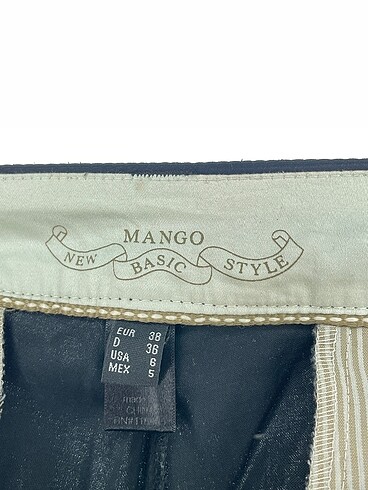 MANGO
NEW BASIC STYLE
EUR 38
D 36
USA 6
MEX 5